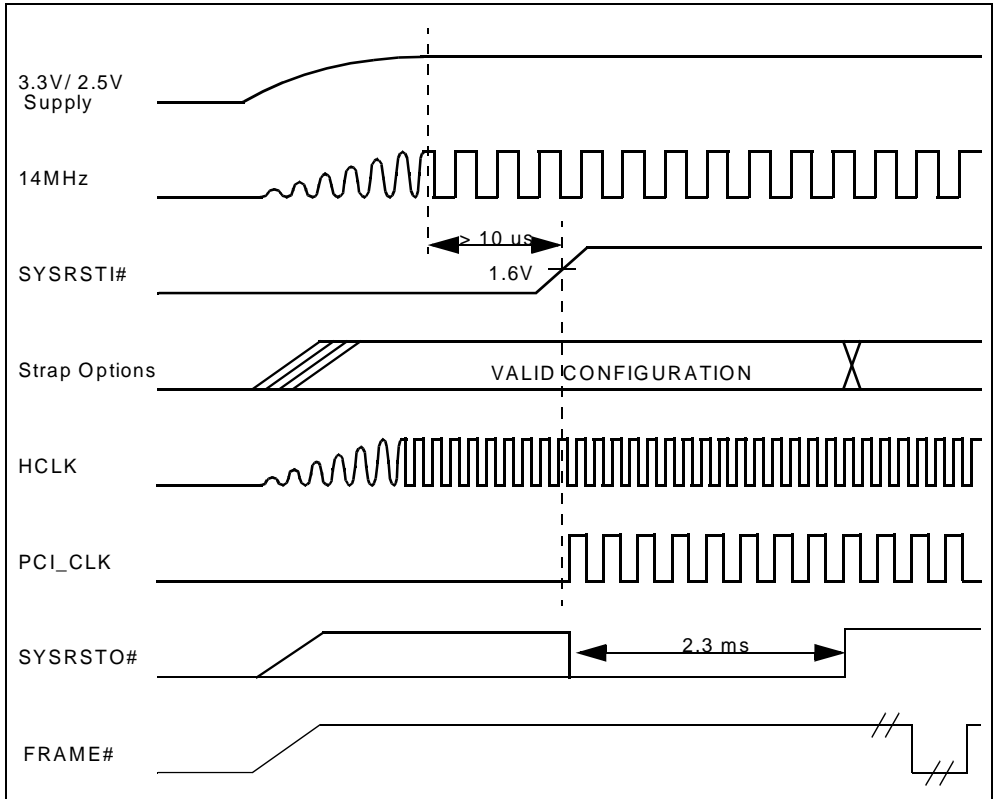 3.3V/ 2.5V
Supply
14MHz
> 10 us
SYSRSTI#
1.6V
Strap Options
VALID CONFIGURATION
HCLK
PCI_CLK
SYSRSTO#
2.3 ms
FRAME#